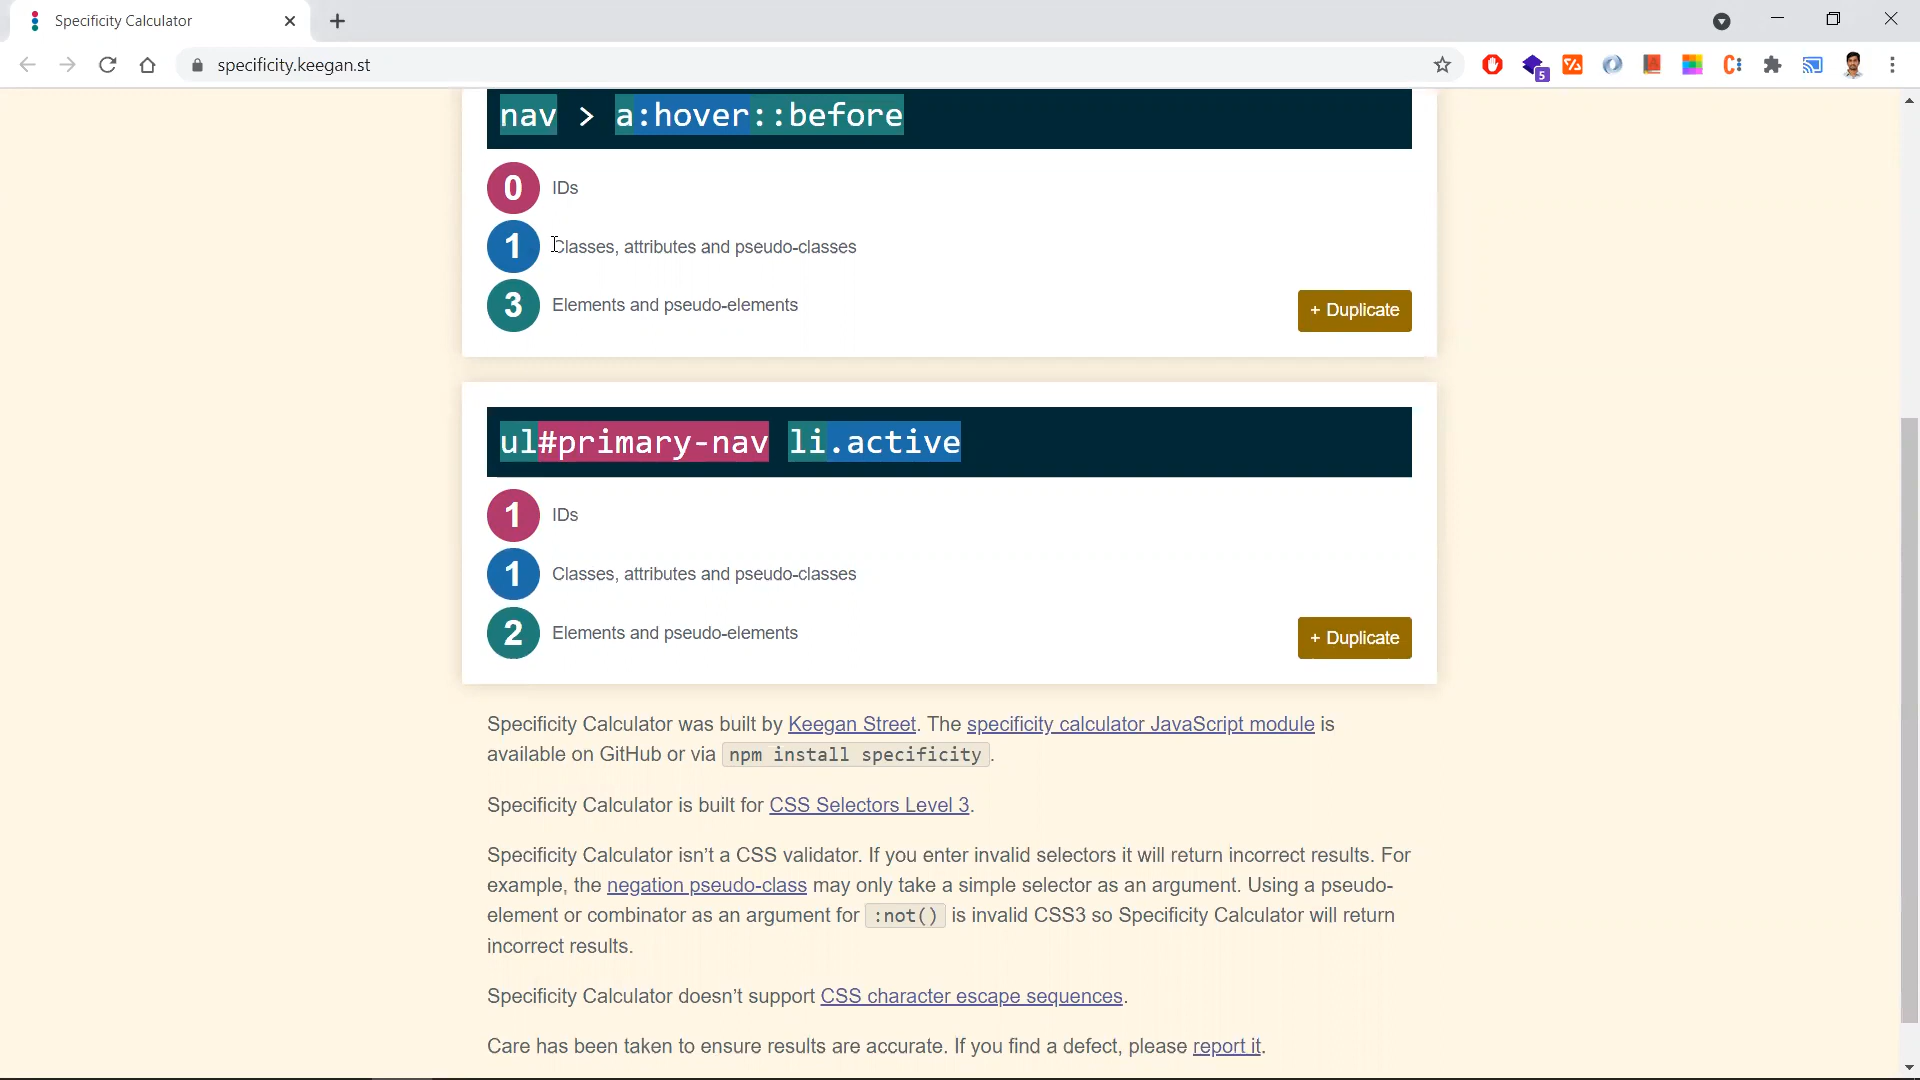 Specificity Calculator
specificity.keegan.st
5
nav > a:hover::before
0 IDs
1 Classes, attributes and pseudo-classes
3 Elements and pseudo-elements
+ Duplicate
ul#primary-nav li.active
1 IDs
1 Classes, attributes and pseudo-classes
2 Elements and pseudo-elements
+ Duplicate
Specificity Calculator was built by Keegan Street. The specificity calculator JavaScript module is
available on GitHub or via npm install specificity.
Specificity Calculator is built for CSS Selectors Level 3.
Specificity Calculator isn’t a CSS validator. If you enter invalid selectors it will return incorrect results. For
example, the negation pseudo-class may only take a simple selector as an argument. Using a pseudo-
element or combinator as an argument for :not() is invalid CSS3 so Specificity Calculator will return
incorrect results.
Specificity Calculator doesn’t support CSS character escape sequences.
Care has been taken to ensure results are accurate. If you find a defect, please report it.